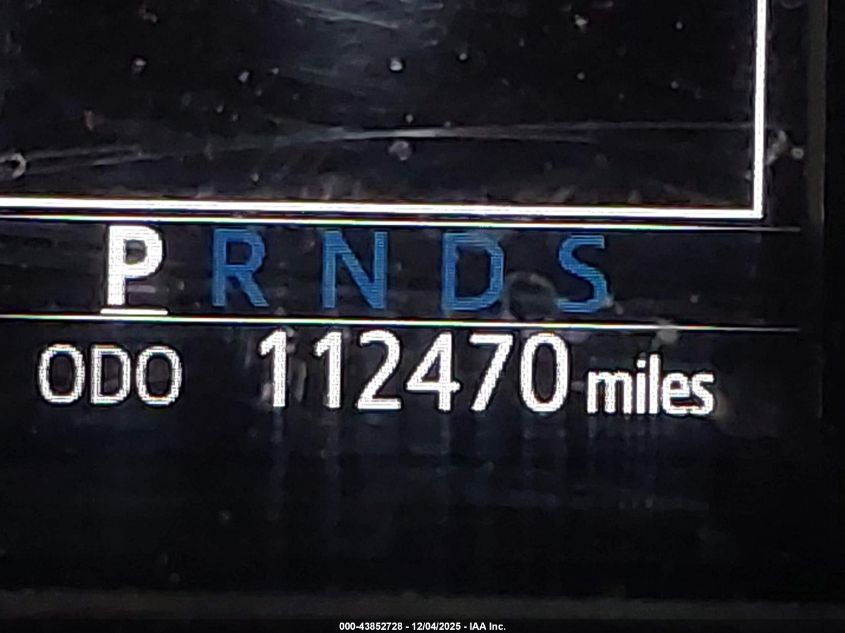 P R N D S
ODO 112470 miles
000-43852728 - 12/04/2025 - IAA Inc.